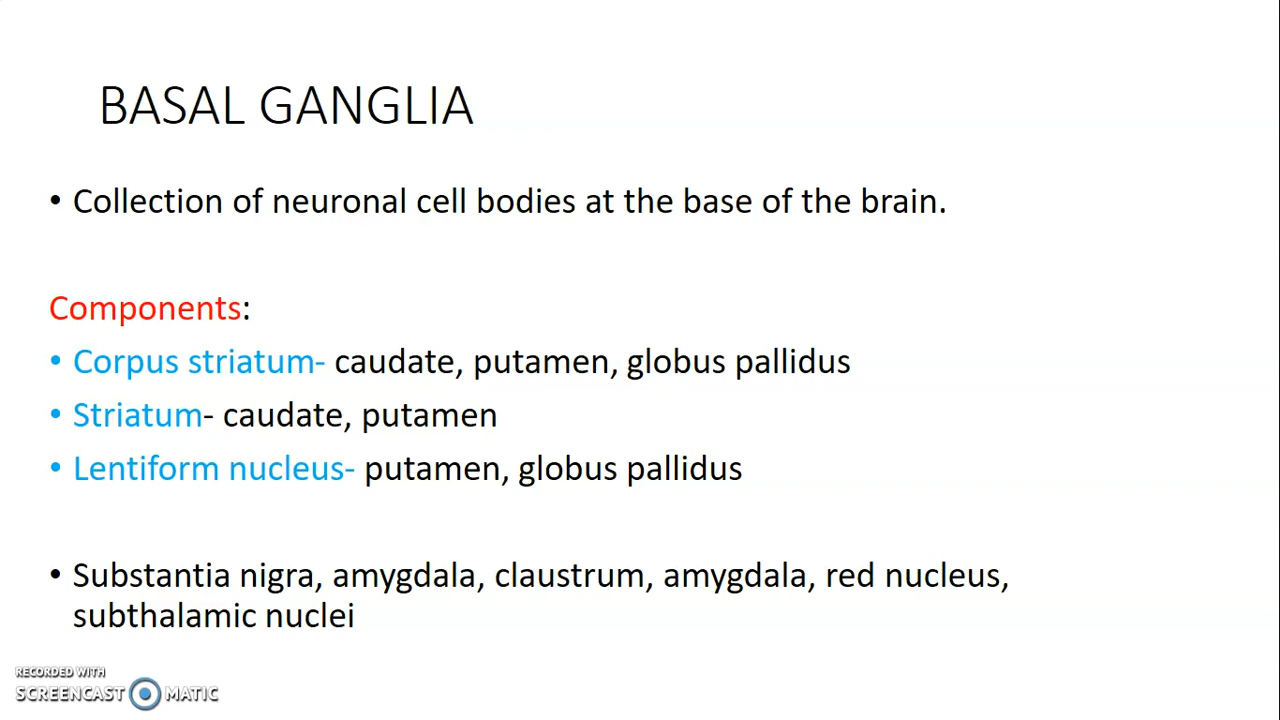 BASAL GANGLIA
• Collection of neuronal cell bodies at the base of the brain.
Components:
• Corpus striatum- caudate, putamen, globus pallidus
• Striatum- caudate, putamen
• Lentiform nucleus- putamen, globus pallidus
• Substantia nigra, amygdala, claustrum, amygdala, red nucleus,
subthalamic nuclei
RECORDED WITH
SCREENCAST MATIC